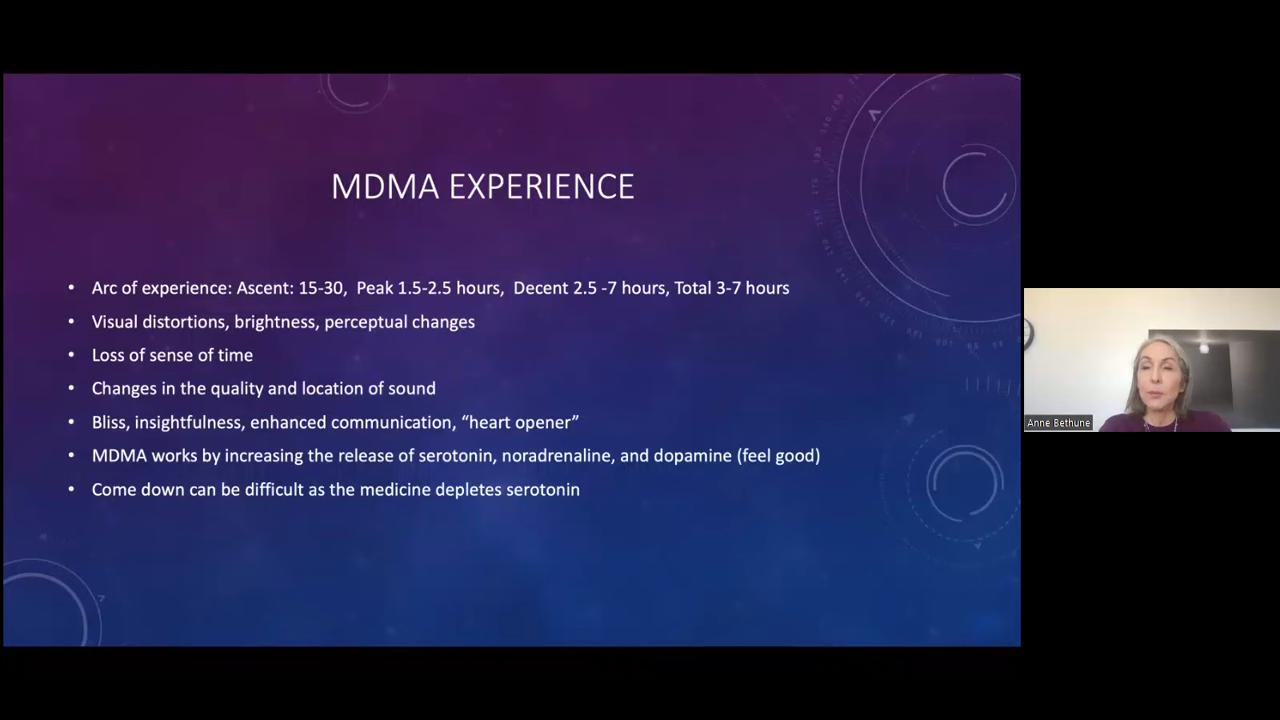 MDMA EXPERIENCE
• Arc of experience: Ascent: 15-30, Peak 1.5-2.5 hours, Decent 2.5 -7 hours, Total 3-7 hours
• Visual distortions, brightness, perceptual changes
• Loss of sense of time
• Changes in the quality and location of sound
• Bliss, insightfulness, enhanced communication, “heart opener”
• MDMA works by increasing the release of serotonin, noradrenaline, and dopamine (feel good)
• Come down can be difficult as the medicine depletes serotonin
Anne Bethune